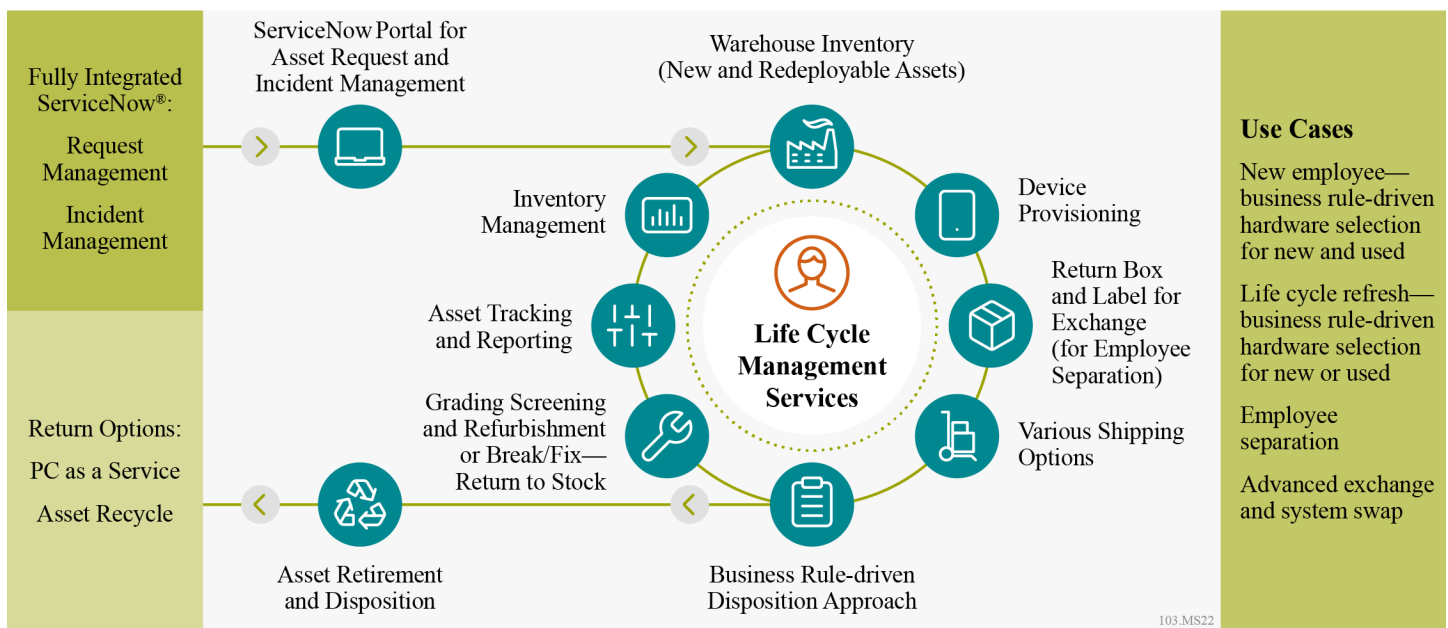 Fully Integrated
ServiceNow®:
Request
Management
Incident
Management
Return Options:
PC as a Service
Asset Recycle
ServiceNow Portal for
Asset Request and
Incident Management
Warehouse Inventory
(New and Redeployable Assets)
Device
Provisioning
Return Box
and Label for
Exchange
(for Employee
Separation)
Various Shipping
Options
Business Rule-driven
Disposition Approach
Grading Screening
and Refurbishment
or Break/Fix—
Return to Stock
Asset Tracking
and Reporting
Inventory
Management
Life Cycle
Management
Services
Asset Retirement
and Disposition
Use Cases
New employee—
business rule-driven
hardware selection
for new and used
Life cycle refresh—
business rule-driven
hardware selection
for new or used
Employee
separation
Advanced exchange
and system swap
103.MS22